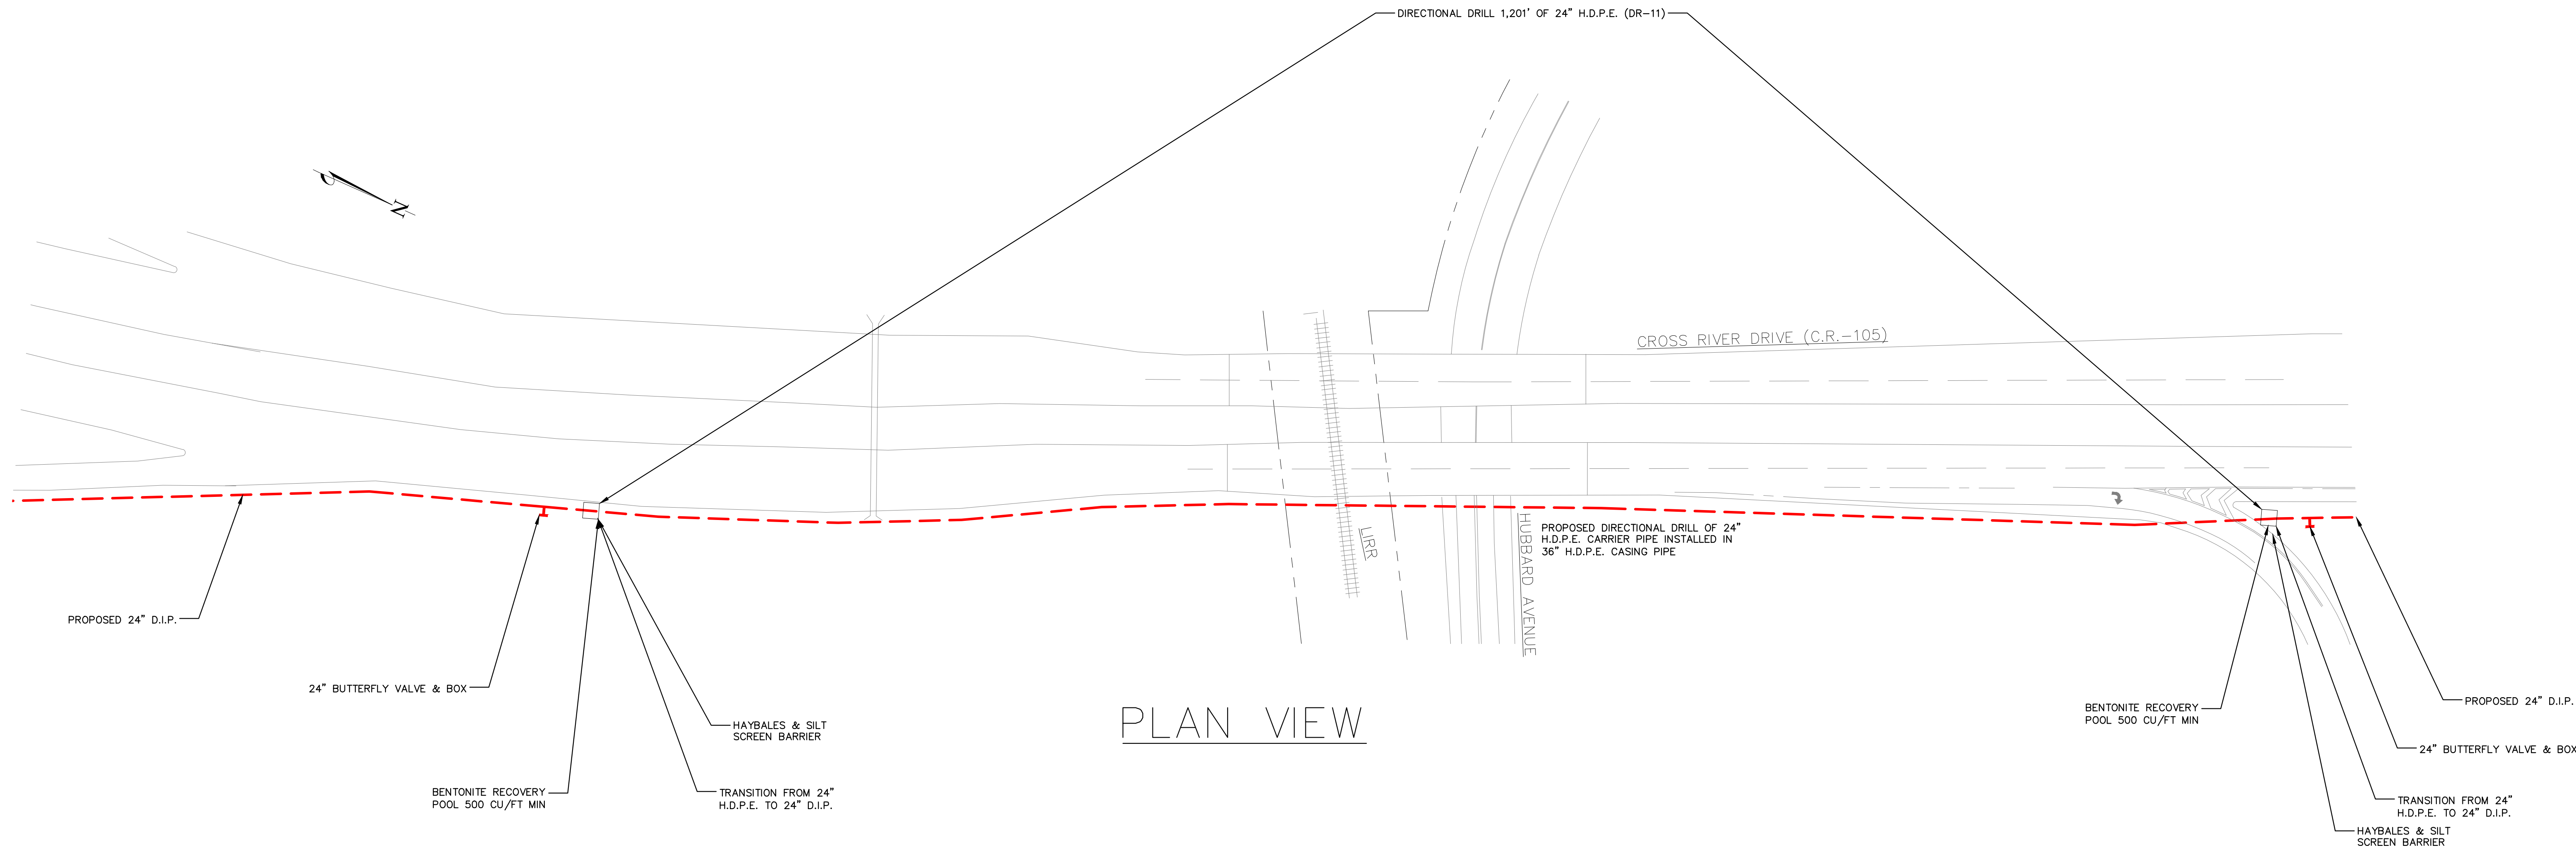 DIRECTIONAL DRILL 1,201' OF 24" H.D.P.E. (DR-11)
N
CROSS RIVER DRIVE (C.R.-105)
LIRR
HUBBARD AVENUE
PROPOSED DIRECTIONAL DRILL OF 24"
H.D.P.E. CARRIER PIPE INSTALLED IN
36" H.D.P.E. CASING PIPE
PROPOSED 24" D.I.P.
24" BUTTERFLY VALVE & BOX
HAYBALES & SILT
SCREEN BARRIER
BENTONITE RECOVERY
POOL 500 CU/FT MIN
TRANSITION FROM 24"
H.D.P.E. TO 24" D.I.P.
PLAN VIEW
BENTONITE RECOVERY
POOL 500 CU/FT MIN
PROPOSED 24" D.I.P.
24" BUTTERFLY VALVE & BOX
TRANSITION FROM 24"
H.D.P.E. TO 24" D.I.P.
HAYBALES & SILT
SCREEN BARRIER